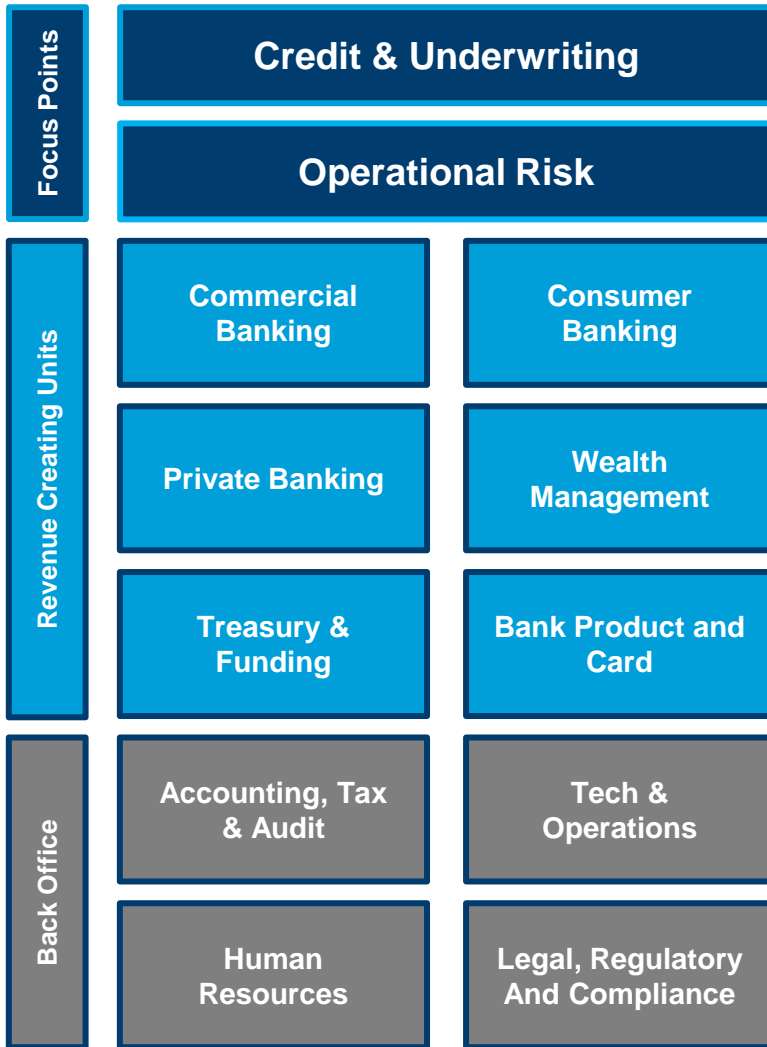 Focus Points
Credit & Underwriting
Operational Risk
Revenue Creating Units
Commercial
Banking
Consumer
Banking
Private Banking
Wealth
Management
Treasury &
Funding
Bank Product and
Card
Back Office
Accounting, Tax
& Audit
Tech &
Operations
Human
Resources
Legal, Regulatory
And Compliance